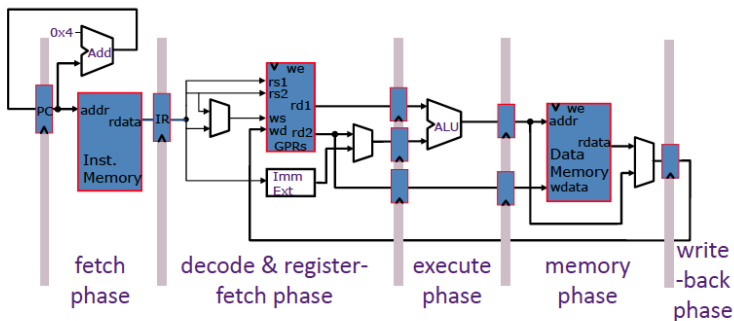 0x4
Add
PC
addr
rdata
Inst.
Memory
IR
we
rs1
rs2
rd1
ws
wd
rd2
GPRs
Imm
Ext
ALU
we
addr
rdata
Data
Memory
wdata
fetch
phase
decode & register-
fetch phase
execute
phase
memory
phase
write
-back
phase